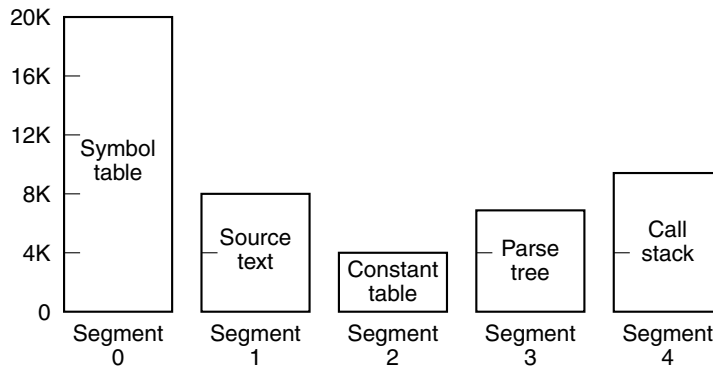 20K
16K
12K
8K
4K
0
Symbol
table
Source
text
Constant
table
Parse
tree
Call
stack
Segment
0
Segment
1
Segment
2
Segment
3
Segment
4